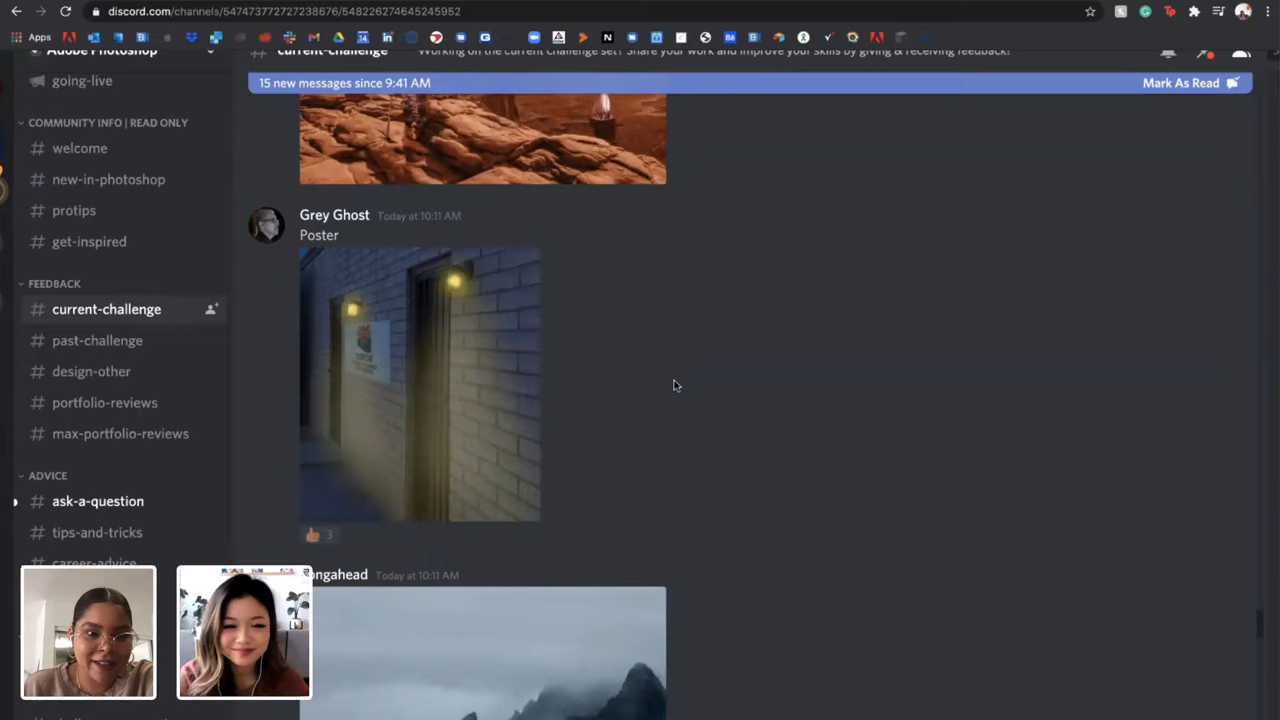 discord.com/channels/547473772727238676/548226274645245952
Apps
Adobe Photoshop
current-challenge
Working on the current challenge set? Share your work and improve your skills by giving & receiving feedback!
going-live
15 new messages since 9:41 AM
Mark As Read
COMMUNITY INFO | READ ONLY
welcome
new-in-photoshop
protips
get-inspired
FEEDBACK
current-challenge
past-challenge
design-other
portfolio-reviews
max-portfolio-reviews
ADVICE
ask-a-question
tips-and-tricks
career-advice
Grey Ghost Today at 10:11 AM
Poster
3
ongahead Today at 10:11 AM